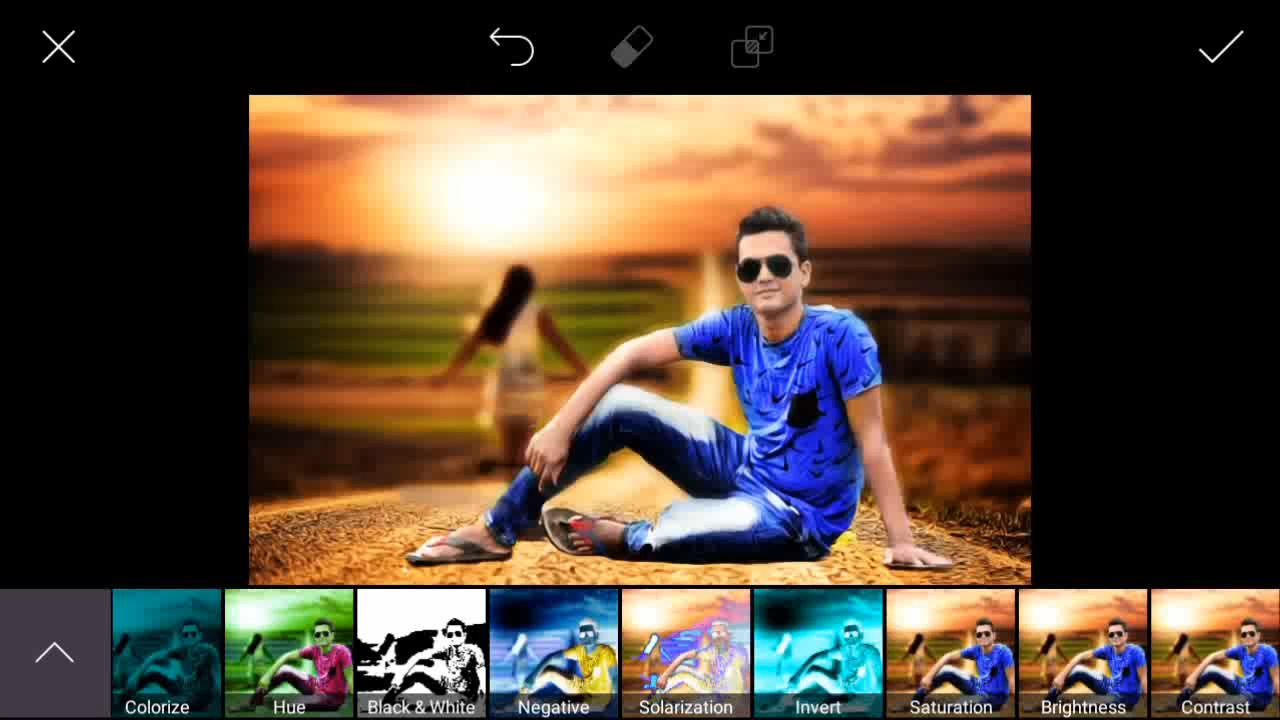 Colorize
Hue
Black & White
Negative
Solarization
Invert
Saturation
Brightness
Contrast